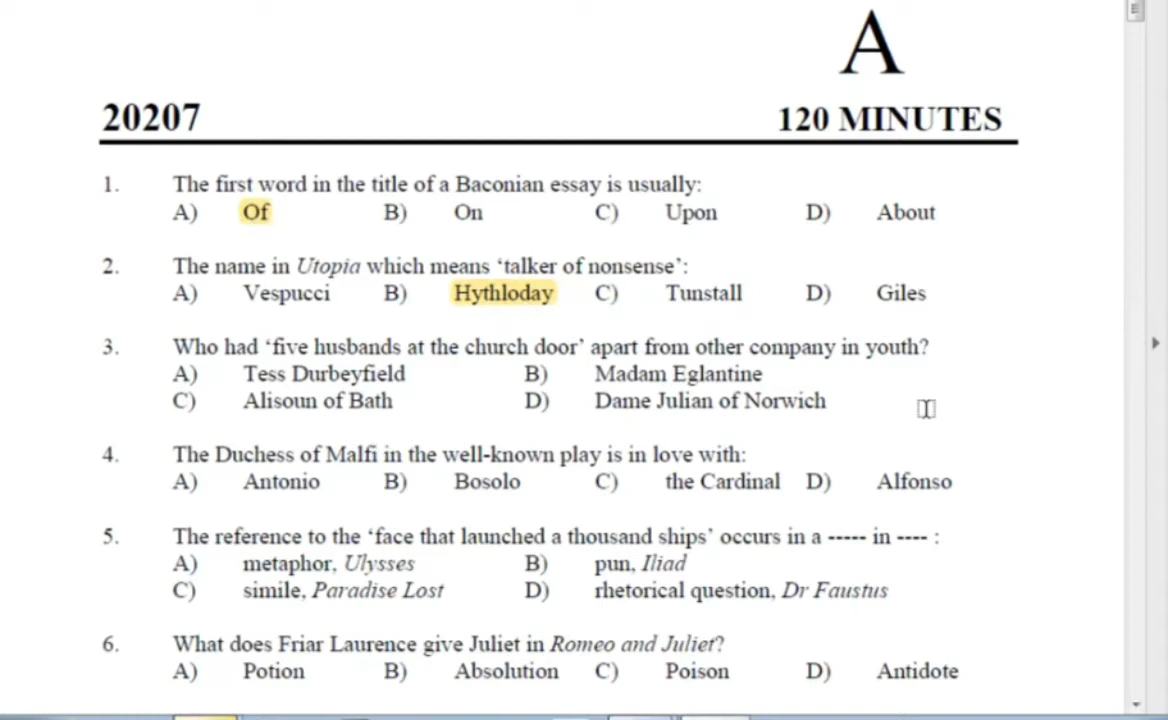 A
20207 120 MINUTES
1. The first word in the title of a Baconian essay is usually:
A) Of B) On C) Upon D) About
2. The name in Utopia which means ‘talker of nonsense’:
A) Vespucci B) Hythloday C) Tunstall D) Giles
3. Who had ‘five husbands at the church door’ apart from other company in youth?
A) Tess Durbeyfield B) Madam Eglantine
C) Alisoun of Bath D) Dame Julian of Norwich
4. The Duchess of Malfi in the well-known play is in love with:
A) Antonio B) Bosolo C) the Cardinal D) Alfonso
5. The reference to the ‘face that launched a thousand ships’ occurs in a ----- in ---- :
A) metaphor, Ulysses B) pun, Iliad
C) simile, Paradise Lost D) rhetorical question, Dr Faustus
6. What does Friar Laurence give Juliet in Romeo and Juliet?
A) Potion B) Absolution C) Poison D) Antidote